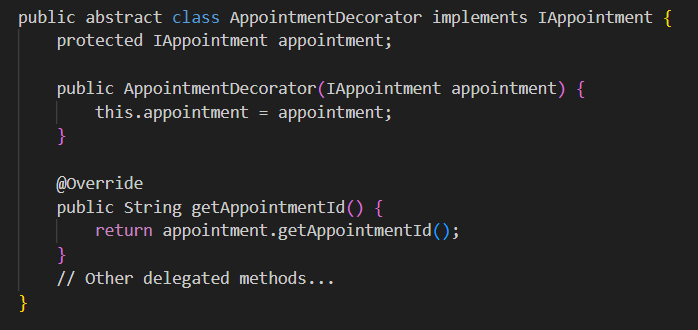 public abstract class AppointmentDecorator implements IAppointment {
    protected IAppointment appointment;
    public AppointmentDecorator(IAppointment appointment) {
        this.appointment = appointment;
    }
    @Override
    public String getAppointmentId() {
        return appointment.getAppointmentId();
    }
    // Other delegated methods...
}